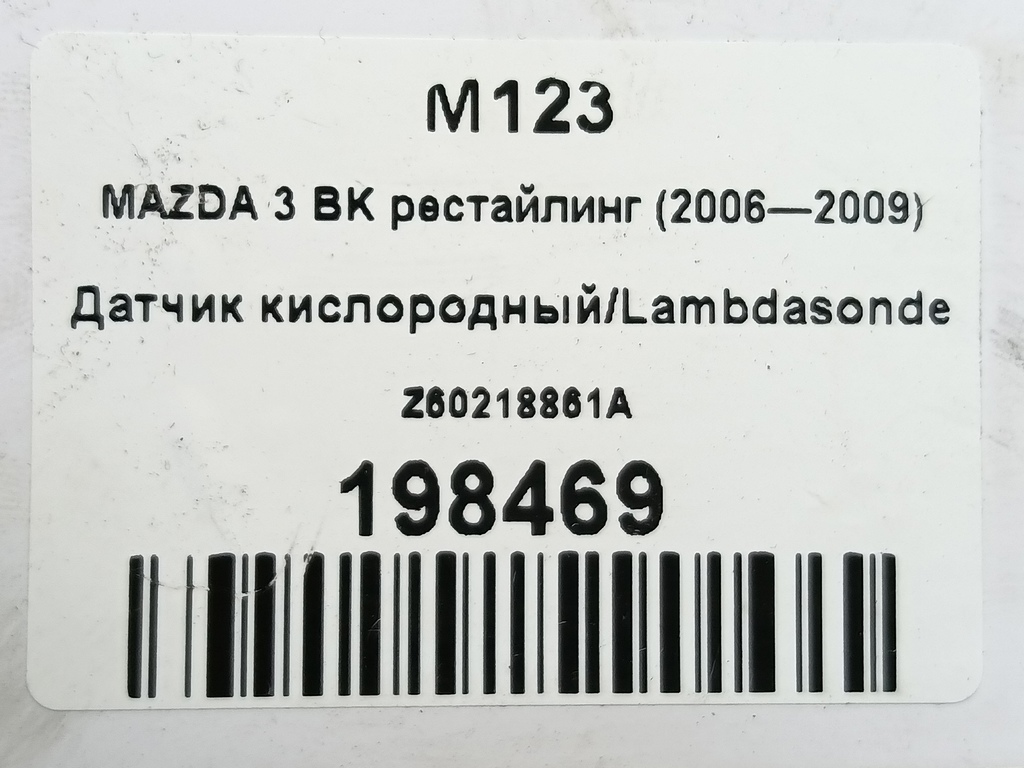 M123
MAZDA 3 BK рестайлинг (2006—2009)
Датчик кислородный/Lambdasonde
Z60218861A
198469